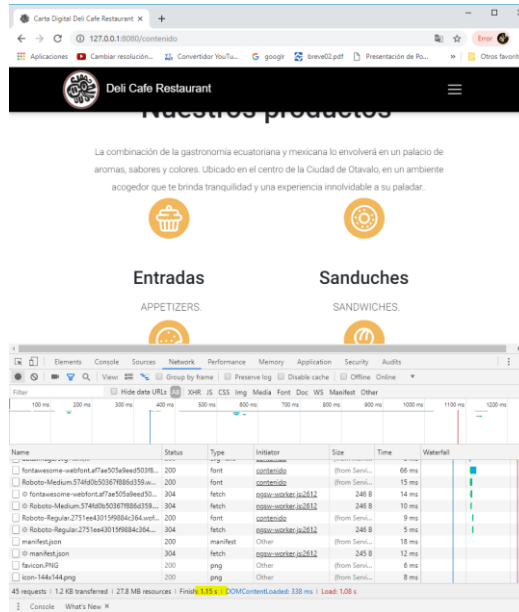 Carta Digital Deli Cafe Restaurant
127.0.0.1:8080/contenido
Error
Aplicaciones Cambiar resolución... Convertidor YouTu... googlr breve02.pdf Presentación de Po... » Otros favorit
Deli Cafe Restaurant
Nuestros productos
La combinación de la gastronomía ecuatoriana y mexicana lo envolverá en un palacio de
aromas, sabores y colores. Ubicado en el centro de la Ciudad de Otavalo, en un ambiente
acogedor que te brinda tranquilidad y una experiencia innolvidable a su paladar..
Entradas Sanduches
APPETIZERS. SANDWICHES.
Elements Console Sources Network Performance Memory Application Security Audits
View: Group by frame Preserve log Disable cache Offline Online
Filter Hide data URLs All XHR JS CSS Img Media Font Doc WS Manifest Other
100 ms 200 ms 300 ms 400 ms 500 ms 600 ms 700 ms 800 ms 900 ms 1000 ms 1100 ms 1200 ms
Name Status Type Initiator Size Time Waterfall
fontawesome-webfont.af7ae505a9eed503f8... 200 font contenido (from Servi... 66 ms
Roboto-Medium.574fd0b50367f886d359.w... 200 font contenido (from Servi... 15 ms
fontawesome-webfont.af7ae505a9eed50... 304 fetch ngsw-worker.js:2612 246 B 14 ms
Roboto-Medium.574fd0b50367f886d359.... 304 fetch ngsw-worker.js:2612 246 B 10 ms
Roboto-Regular.2751ee43015f9884c364.wof... 200 font contenido (from Servi... 9 ms
Roboto-Regular.2751ee43015f9884c364.... 304 fetch ngsw-worker.js:2612 246 B 5 ms
manifest.json 200 manifest Other (from Servi... 18 ms
manifest.json 304 fetch ngsw-worker.js:2612 245 B 12 ms
favicon.PNG 200 png Other (from Servi... 6 ms
icon-144x144.png 200 png Other (from Servi... 8 ms
45 requests 1.2 KB transferred 27.8 MB resources Finish: 1.15 s DOMContentLoaded: 338 ms Load: 1.08 s
Console What's New